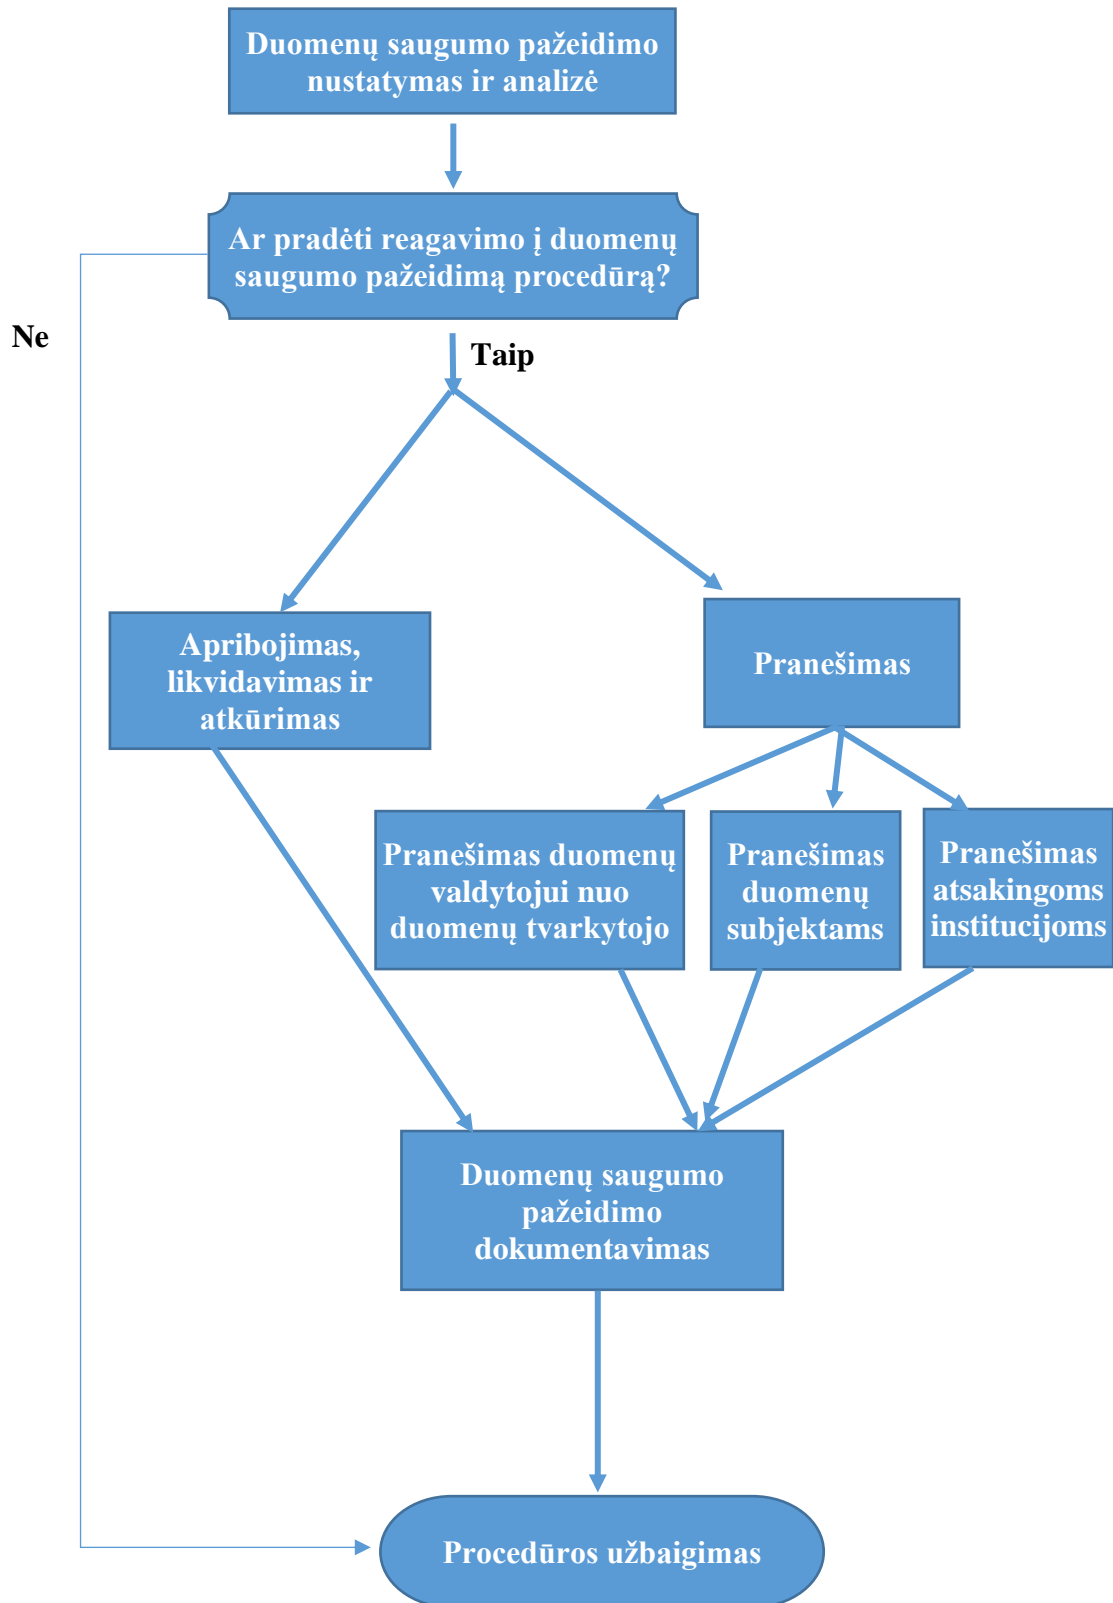 Duomenų saugumo pažeidimo
nustatymas ir analizė
Ar pradėti reagavimo į duomenų
saugumo pažeidimą procedūrą?
Ne
Taip
Apribojimas,
likvidavimas ir
atkūrimas
Pranešimas
Pranešimas duomenų
valdytojui nuo
duomenų tvarkytojo
Pranešimas
duomenų
subjektams
Pranešimas
atsakingoms
institucijoms
Duomenų saugumo
pažeidimo
dokumentavimas
Procedūros užbaigimas